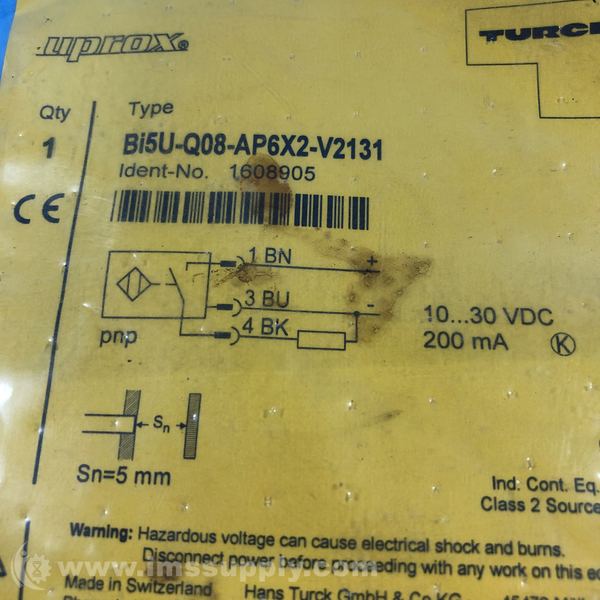 uprox®
TURCK
Qty Type
1 Bi5U-Q08-AP6X2-V2131
Ident-No. 1608905
CE
1 BN +
3 BU -
4 BK
pnp
10...30 VDC
200 mA K
Sn
Sn=5 mm
Ind. Cont. Eq.
Class 2 Source
Warning: Hazardous voltage can cause electrical shock and burns.
Disconnect power before proceeding with any work on this
www.imssupply.com
Made in Switzerland Hans Turck GmbH & Co KG